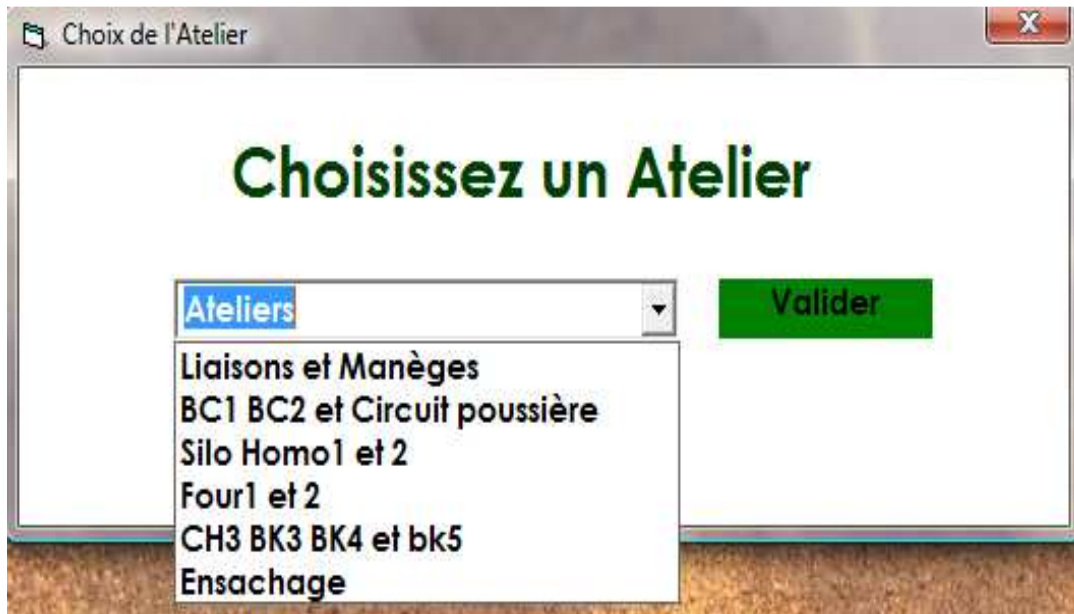 Choix de l'Atelier
Choisissez un Atelier
Ateliers
Valider
Liaisons et Manèges
BC1 BC2 et Circuit poussière
Silo Homo1 et 2
Four1 et 2
CH3 BK3 BK4 et bk5
Ensachage